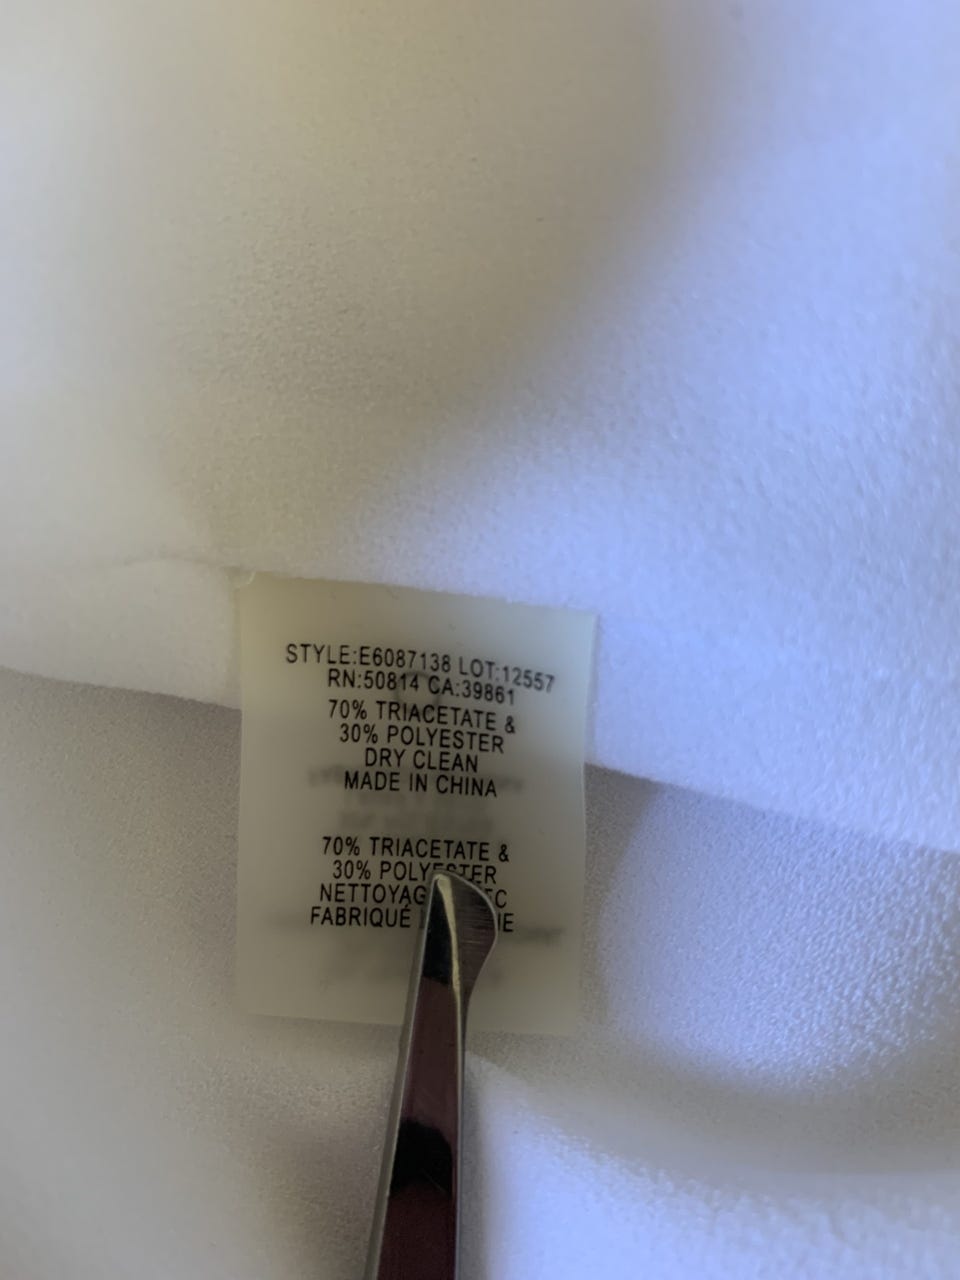 STYLE:E6087138 LOT:12557
RN:50814 CA:39861
70% TRIACETATE &
30% POLYESTER
DRY CLEAN
MADE IN CHINA
70% TRIACETATE &
30% POLYESTER
FABRIQUÉ